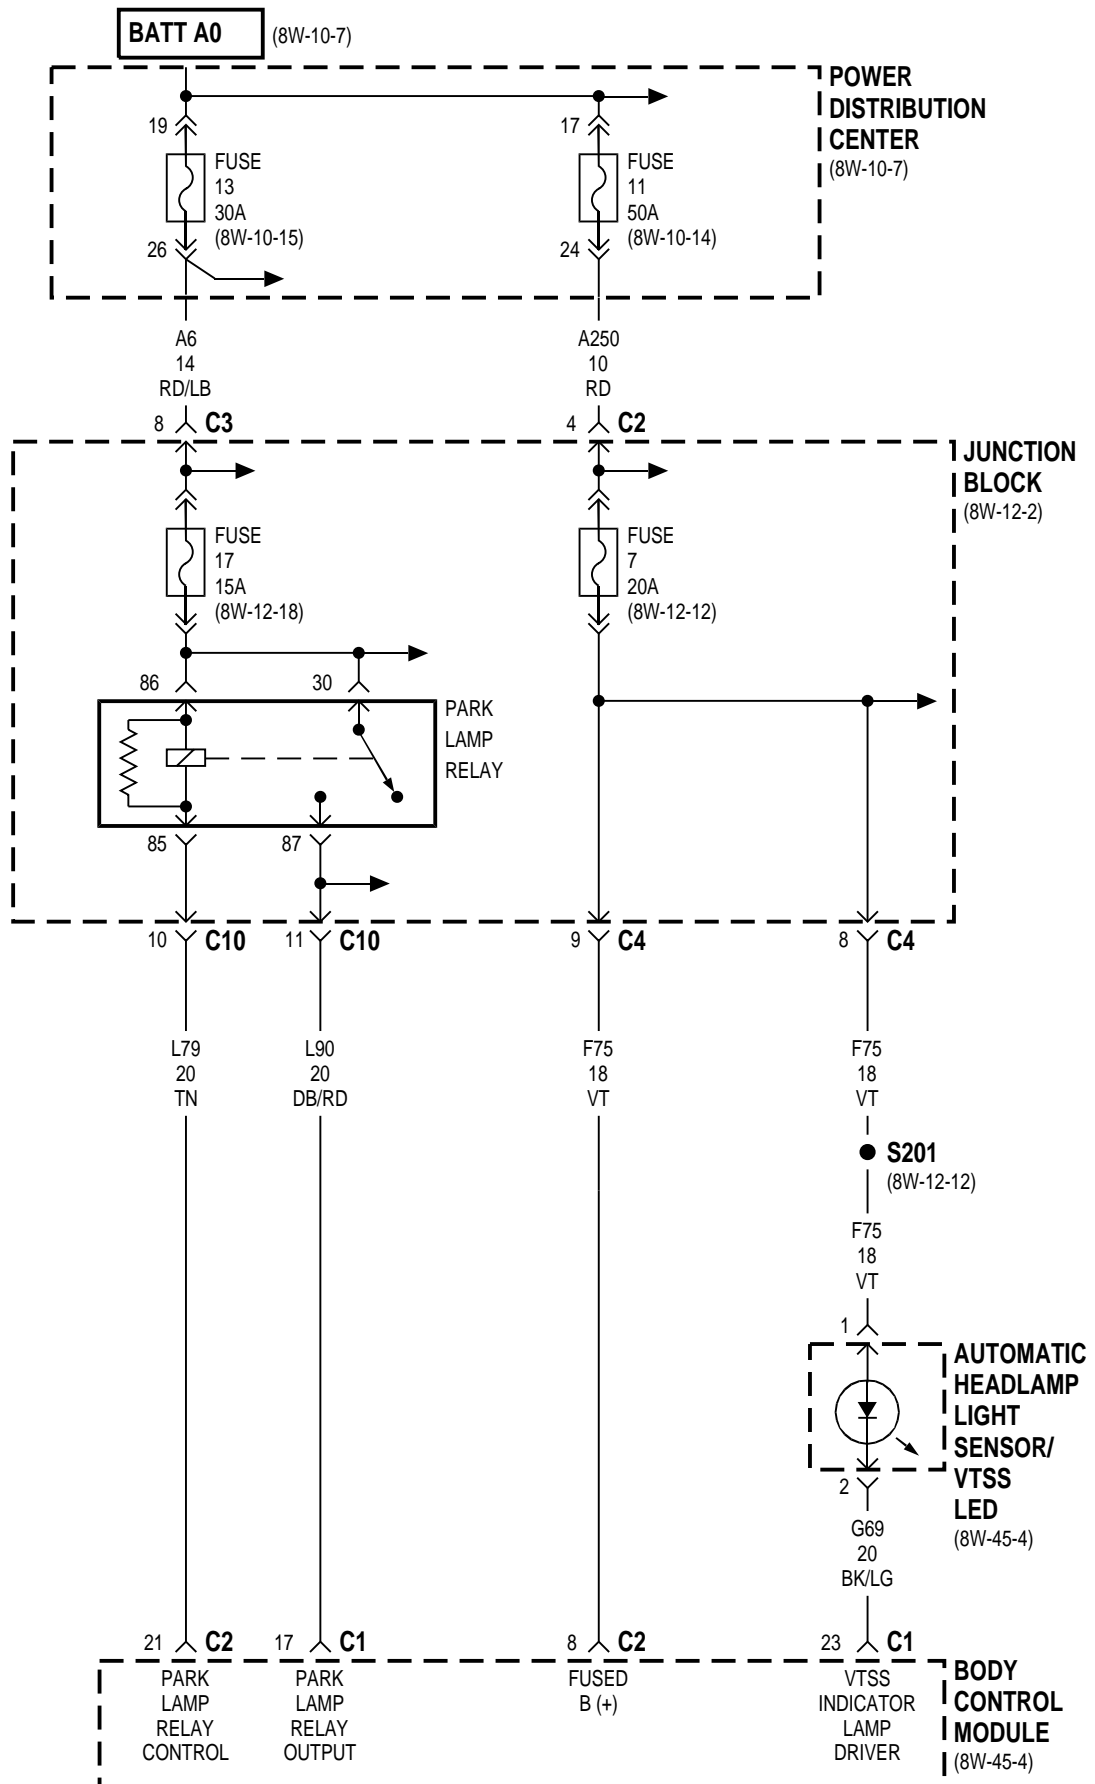 BATT A0 (8W-10-7)
POWER
DISTRIBUTION
CENTER
(8W-10-7)
19
FUSE
13
30A
(8W-10-15)
26
17
FUSE
11
50A
(8W-10-14)
24
A6
14
RD/LB
A250
10
RD
8 C3
4 C2
JUNCTION
BLOCK
(8W-12-2)
FUSE
17
15A
(8W-12-18)
FUSE
7
20A
(8W-12-12)
86
30
PARK
LAMP
RELAY
85
87
10 C10
11 C10
9 C4
8 C4
L79
20
TN
L90
20
DB/RD
F75
18
VT
F75
18
VT
S201
(8W-12-12)
F75
18
VT
1
AUTOMATIC
HEADLAMP
LIGHT
SENSOR/
VTSS
LED
(8W-45-4)
2
G69
20
BK/LG
21 C2
17 C1
8 C2
23 C1
PARK
LAMP
RELAY
CONTROL
PARK
LAMP
RELAY
OUTPUT
FUSED
B (+)
VTSS
INDICATOR
LAMP
DRIVER
BODY
CONTROL
MODULE
(8W-45-4)